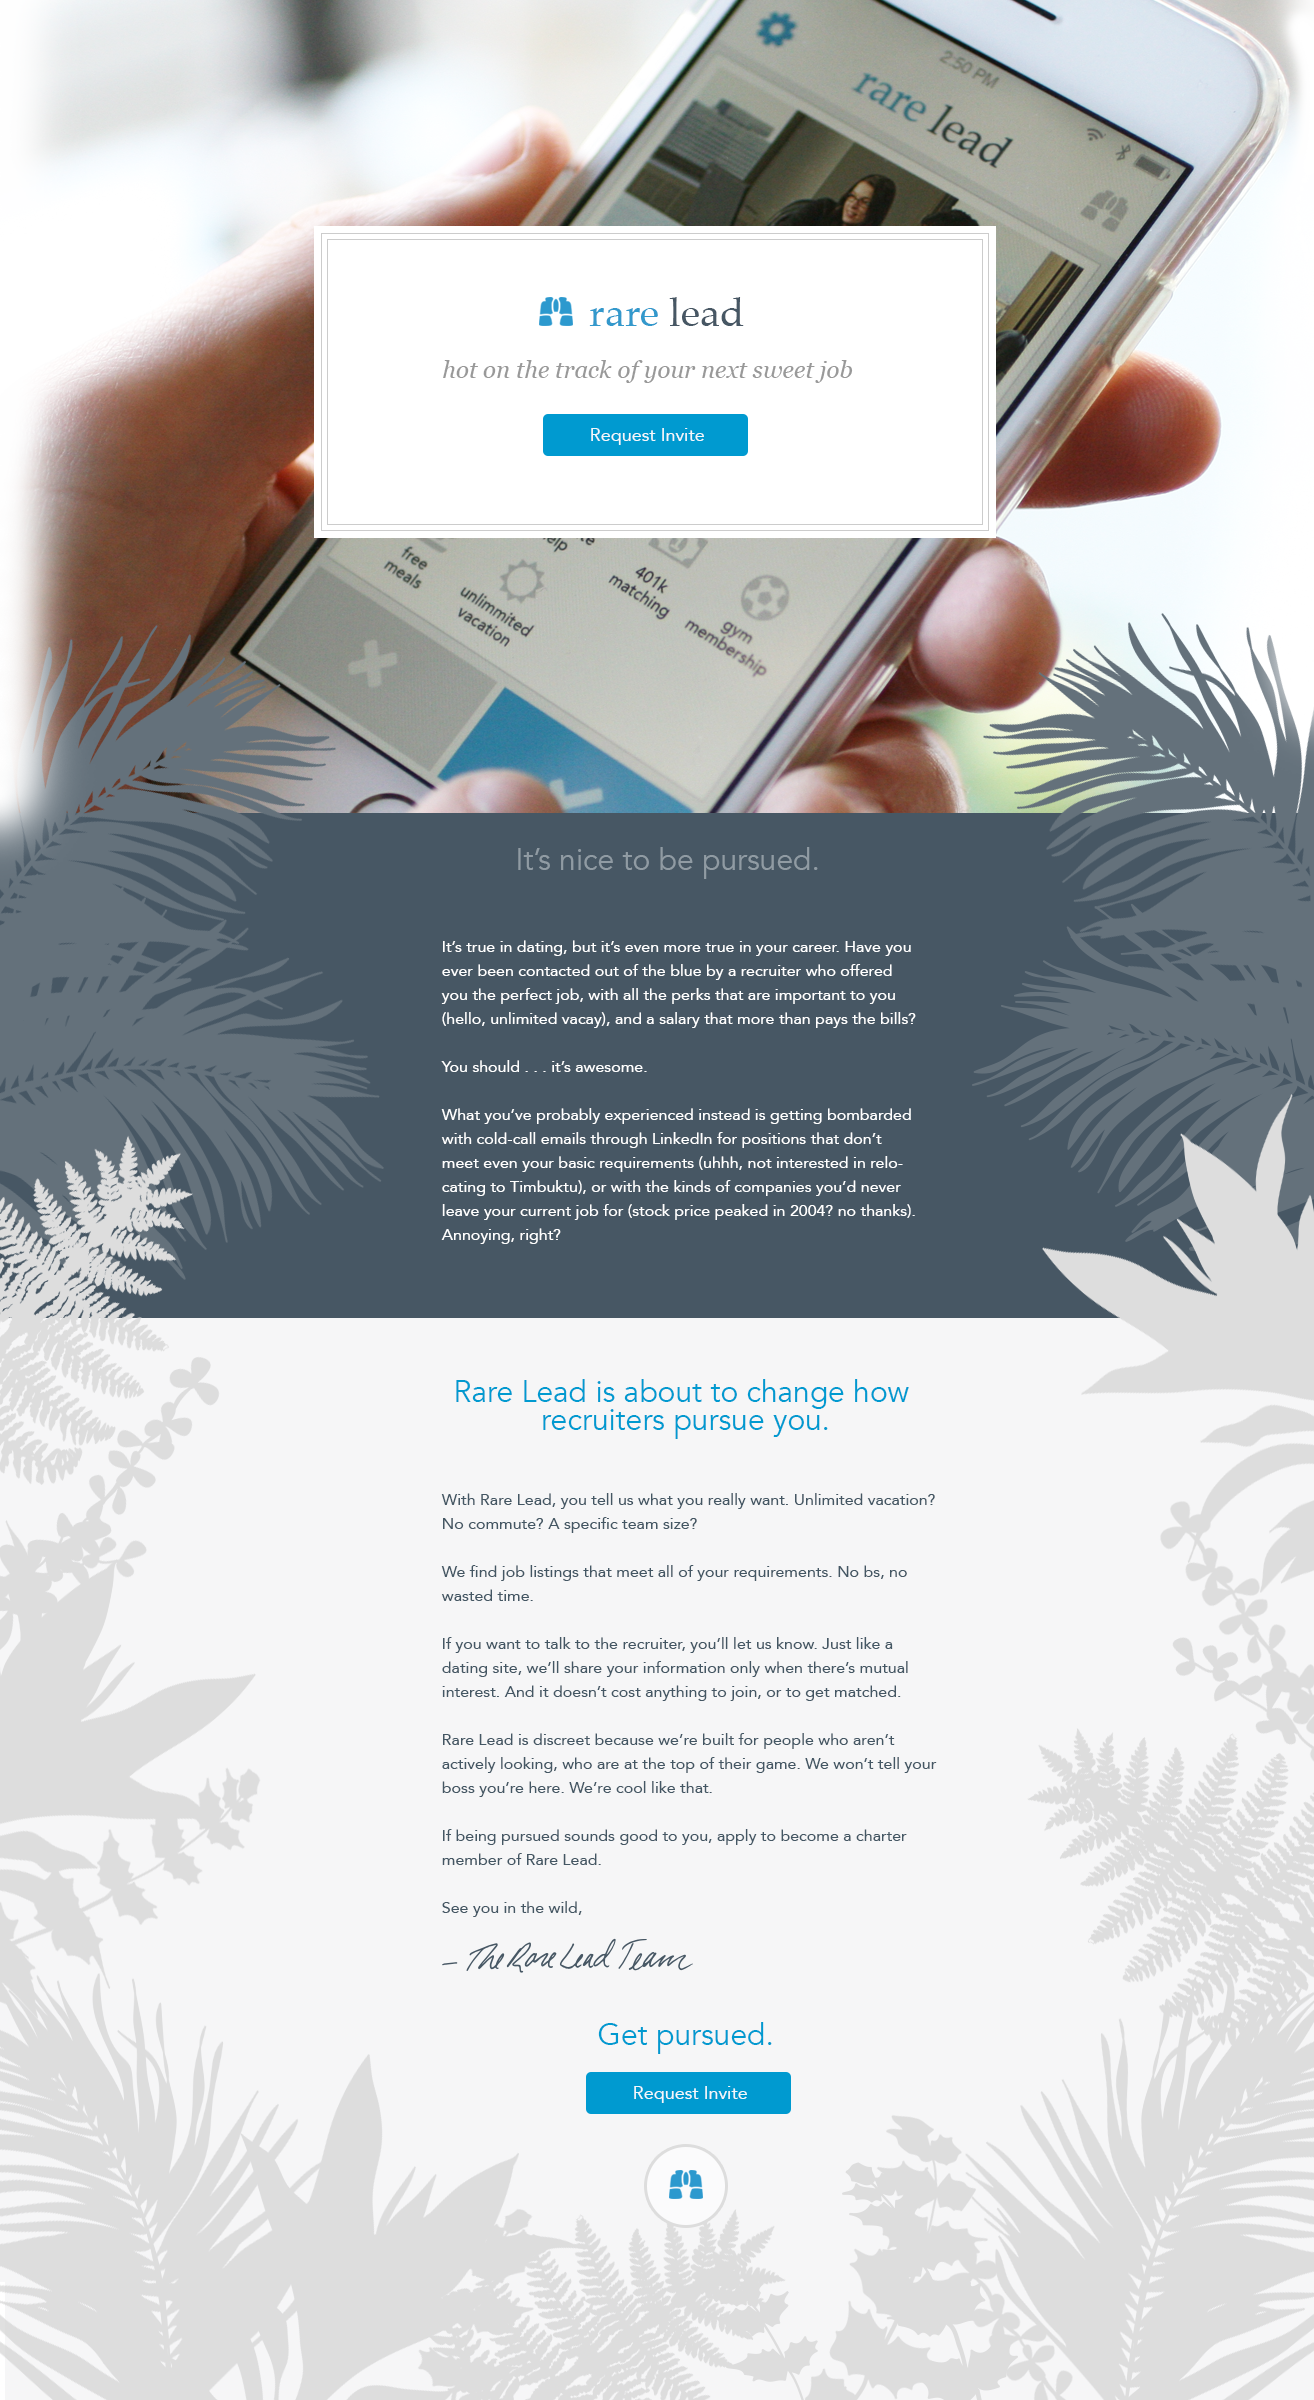 2:50 PM
rare lead
rare lead
hot on the track of your next sweet job
Request Invite
free
meals
unlimmited
vacation
401k
matching
gym
membership
It’s nice to be pursued.
It’s true in dating, but it’s even more true in your career. Have you
ever been contacted out of the blue by a recruiter who offered
you the perfect job, with all the perks that are important to you
(hello, unlimited vacay), and a salary that more than pays the bills?
You should . . . it’s awesome.
What you’ve probably experienced instead is getting bombarded
with cold-call emails through LinkedIn for positions that don’t
meet even your basic requirements (uhhh, not interested in relo-
cating to Timbuktu), or with the kinds of companies you’d never
leave your current job for (stock price peaked in 2004? no thanks).
Annoying, right?
Rare Lead is about to change how
recruiters pursue you.
With Rare Lead, you tell us what you really want. Unlimited vacation?
No commute? A specific team size?
We find job listings that meet all of your requirements. No bs, no
wasted time.
If you want to talk to the recruiter, you’ll let us know. Just like a
dating site, we’ll share your information only when there’s mutual
interest. And it doesn’t cost anything to join, or to get matched.
Rare Lead is discreet because we’re built for people who aren’t
actively looking, who are at the top of their game. We won’t tell your
boss you’re here. We’re cool like that.
If being pursued sounds good to you, apply to become a charter
member of Rare Lead.
See you in the wild,
– The Rare Lead Team
Get pursued.
Request Invite